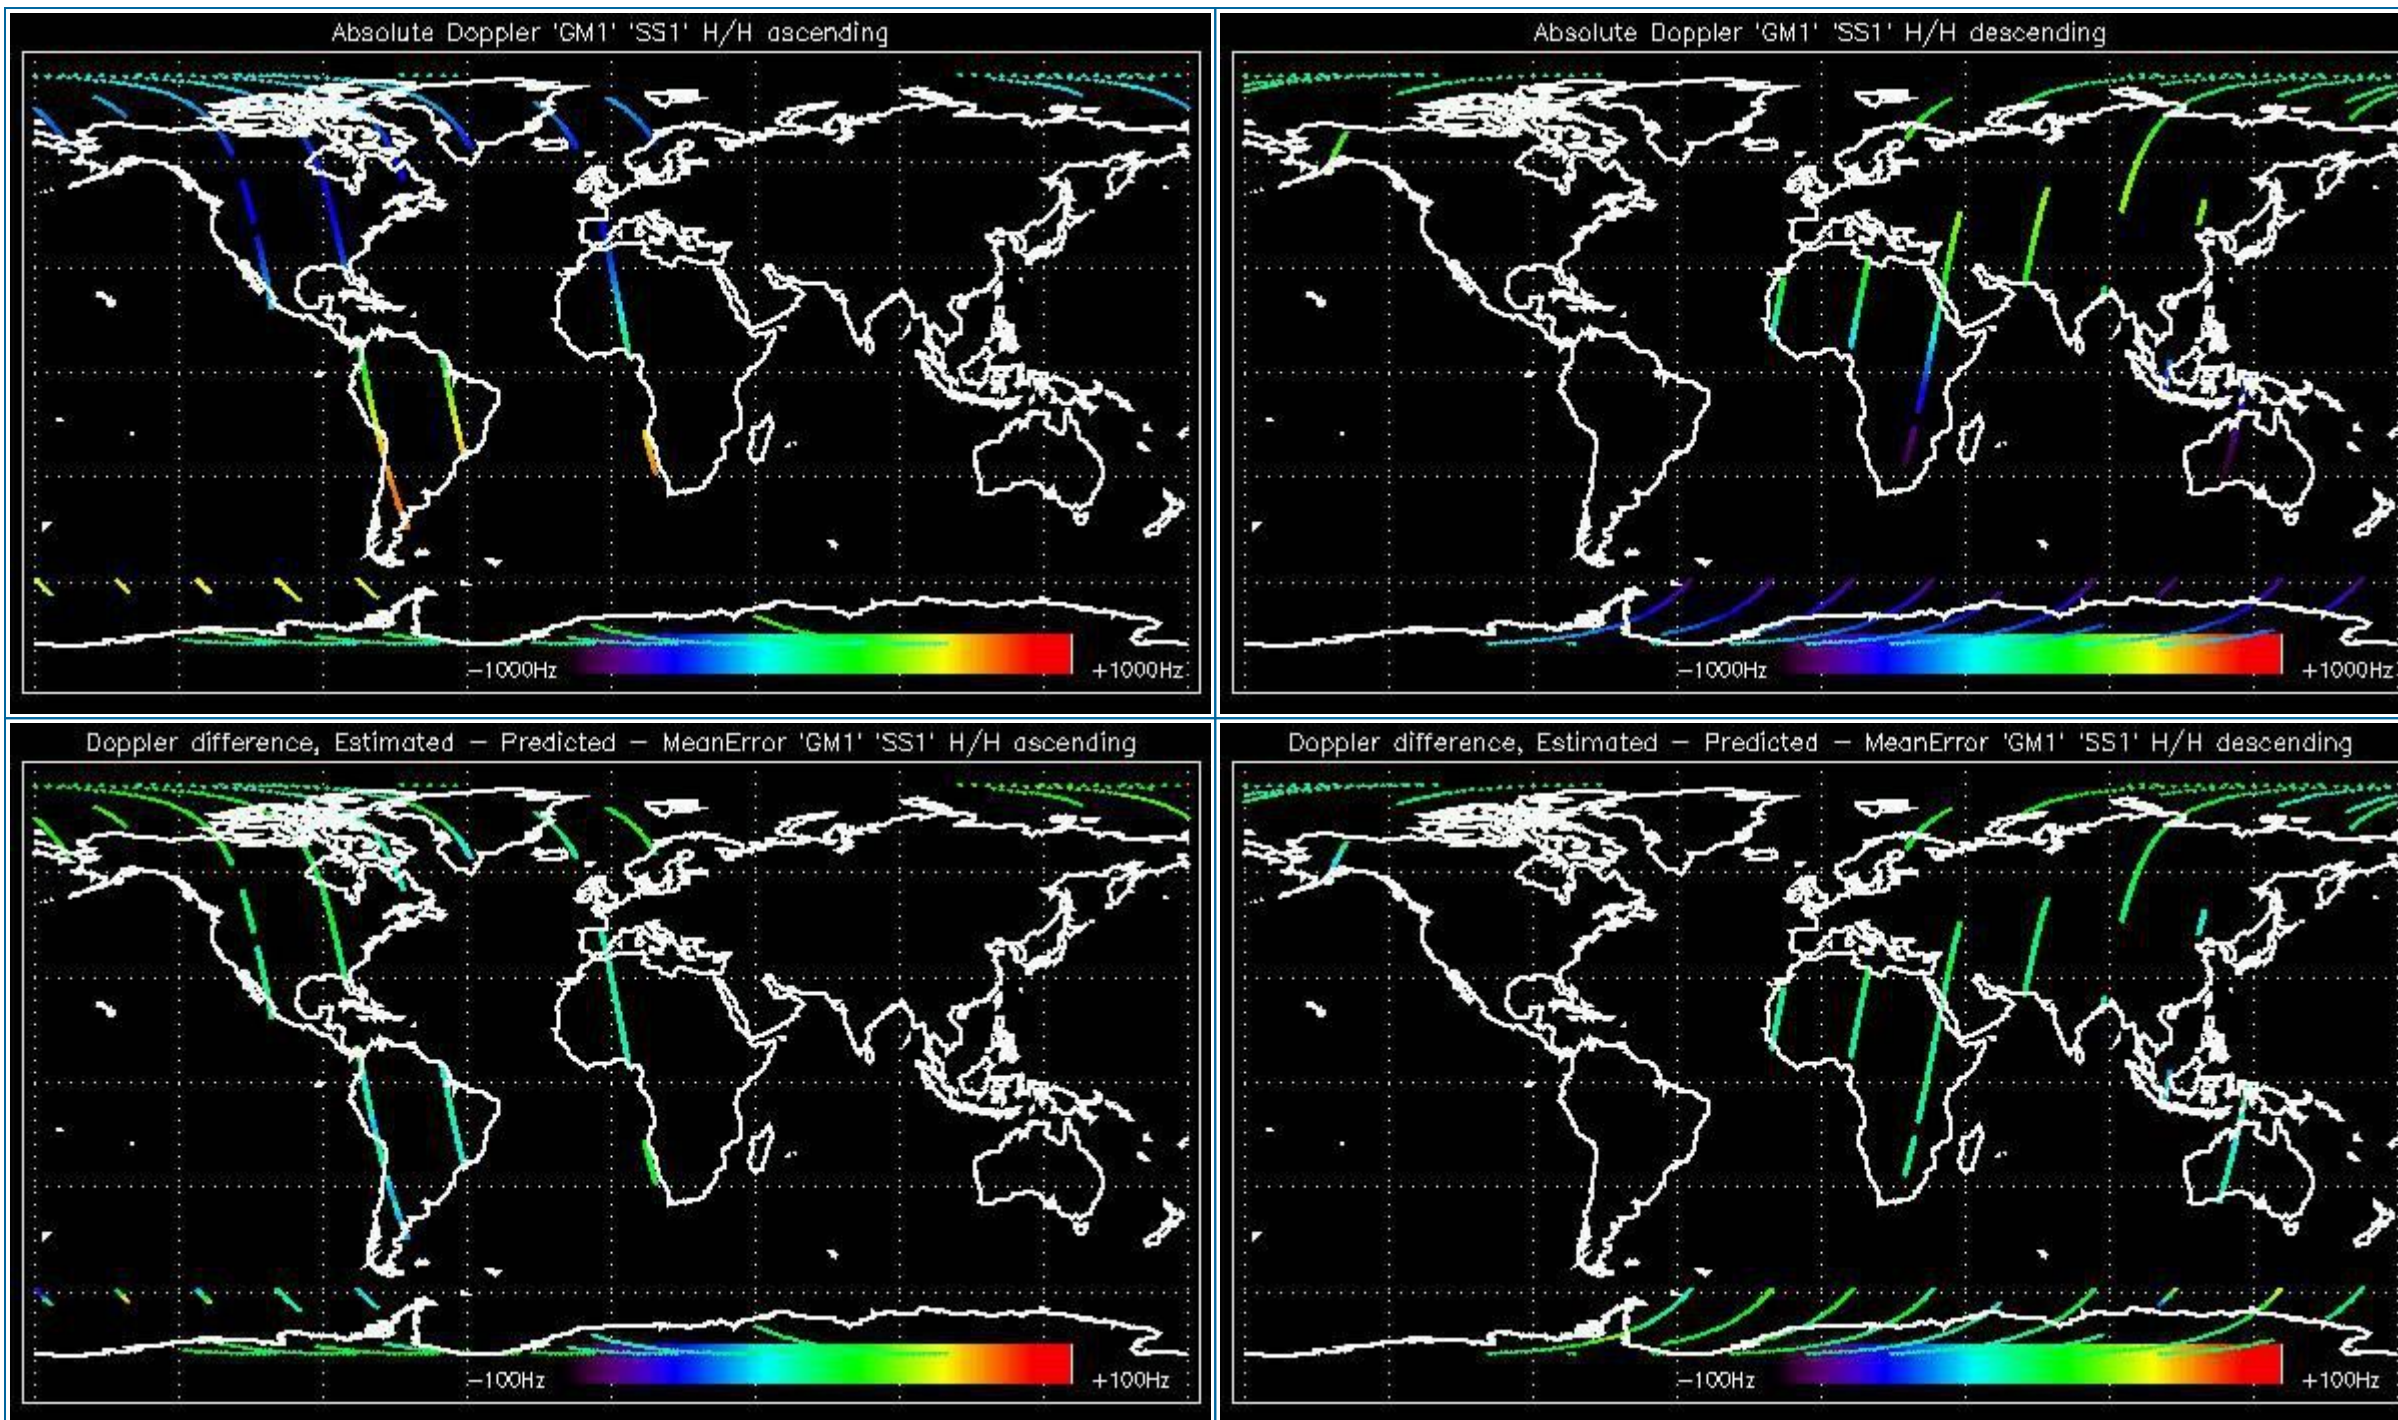 Absolute Doppler 'GM1' 'SS1' H/H ascending
−1000Hz
+1000Hz
Absolute Doppler 'GM1' 'SS1' H/H descending
−1000Hz
+1000Hz
Doppler difference, Estimated − Predicted − MeanError 'GM1' 'SS1' H/H ascending
−100Hz
+100Hz
Doppler difference, Estimated − Predicted − MeanError 'GM1' 'SS1' H/H descending
−100Hz
+100Hz